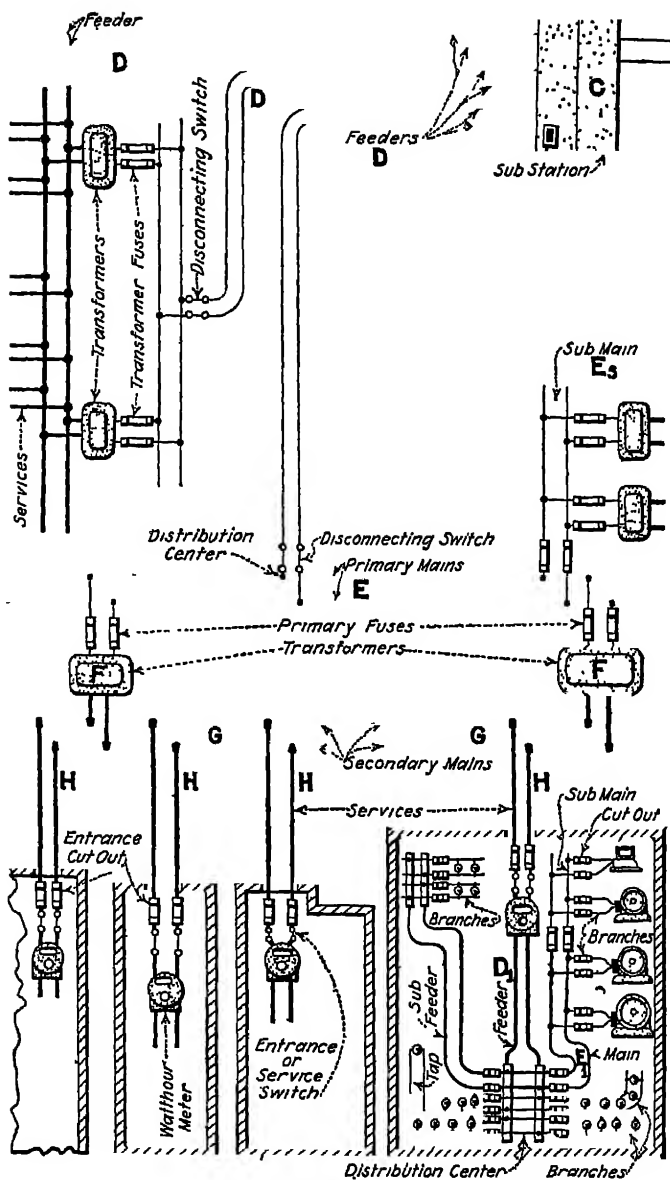 Feeder
D
D
Feeders
D
C
Sub Station
Disconnecting Switch
Transformers
Transformer Fuses
Services
Sub Main
Es
Distribution
Center
Disconnecting Switch
Primary Mains
E
Primary Fuses
Transformers
F
F
G
G
Secondary Mains
H
H
H
H
Services
Sub Main
Cut Out
Entrance
Cut Out
Branches
Branches
D1
Sub
Feeder
Feeder
Main
Tap
Entrance
or
Service
Switch
Watthour
Meter
Distribution Center
Branches